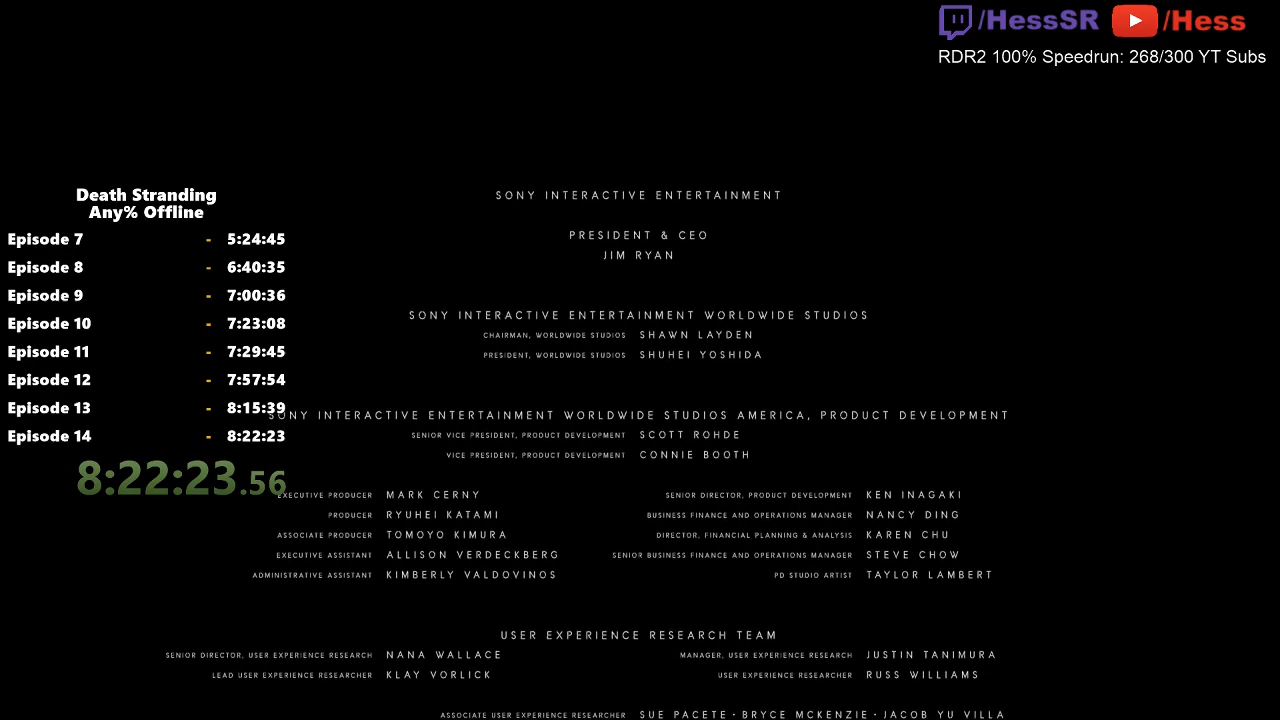 /HessSR /Hess
RDR2 100% Speedrun: 268/300 YT Subs
Death Stranding
Any% Offline
Episode 7 - 5:24:45
Episode 8 - 6:40:35
Episode 9 - 7:00:36
Episode 10 - 7:23:08
Episode 11 - 7:29:45
Episode 12 - 7:57:54
Episode 13 - 8:15:39
Episode 14 - 8:22:23
8:22:23.56
SONY INTERACTIVE ENTERTAINMENT
PRESIDENT & CEO
JIM RYAN
SONY INTERACTIVE ENTERTAINMENT WORLDWIDE STUDIOS
CHAIRMAN, WORLDWIDE STUDIOS SHAWN LAYDEN
PRESIDENT, WORLDWIDE STUDIOS SHUHEI YOSHIDA
SONY INTERACTIVE ENTERTAINMENT WORLDWIDE STUDIOS AMERICA, PRODUCT DEVELOPMENT
SENIOR VICE PRESIDENT, PRODUCT DEVELOPMENT SCOTT ROHDE
VICE PRESIDENT, PRODUCT DEVELOPMENT CONNIE BOOTH
EXECUTIVE PRODUCER MARK CERNY SENIOR DIRECTOR, PRODUCT DEVELOPMENT KEN INAGAKI
PRODUCER RYUHEI KATAMI BUSINESS FINANCE AND OPERATIONS MANAGER NANCY DING
ASSOCIATE PRODUCER TOMOYO KIMURA DIRECTOR, FINANCIAL PLANNING & ANALYSIS KAREN CHU
EXECUTIVE ASSISTANT ALLISON VERDECKBERG SENIOR BUSINESS FINANCE AND OPERATIONS MANAGER STEVE CHOW
ADMINISTRATIVE ASSISTANT KIMBERLY VALDOVINOS PD STUDIO ARTIST TAYLOR LAMBERT
USER EXPERIENCE RESEARCH TEAM
SENIOR DIRECTOR, USER EXPERIENCE RESEARCH NANA WALLACE MANAGER, USER EXPERIENCE RESEARCH JUSTIN TANIMURA
LEAD USER EXPERIENCE RESEARCHER KLAY VORLICK USER EXPERIENCE RESEARCHER RUSS WILLIAMS
ASSOCIATE USER EXPERIENCE RESEARCHER SUE PACETE · BRYCE MCKENZIE · JACOB YU VILLA